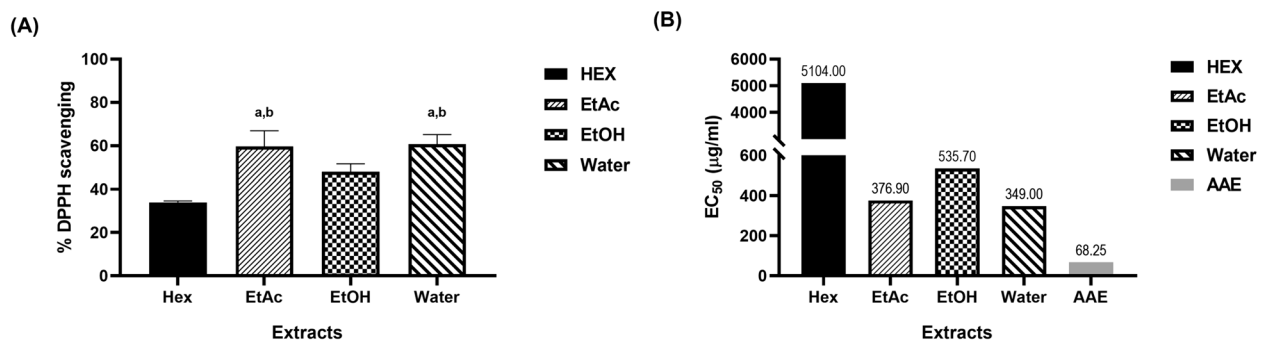 (A)
% DPPH scavenging
100
80
60
40
20
0
a,b
a,b
Hex EtAc EtOH Water
Extracts
HEX
EtAc
EtOH
Water
(B)
EC50 (μg/ml)
6000
5000
4000
600
400
200
0
5104.00
376.90
535.70
349.00
68.25
Hex EtAc EtOH Water AAE
Extracts
HEX
EtAc
EtOH
Water
AAE